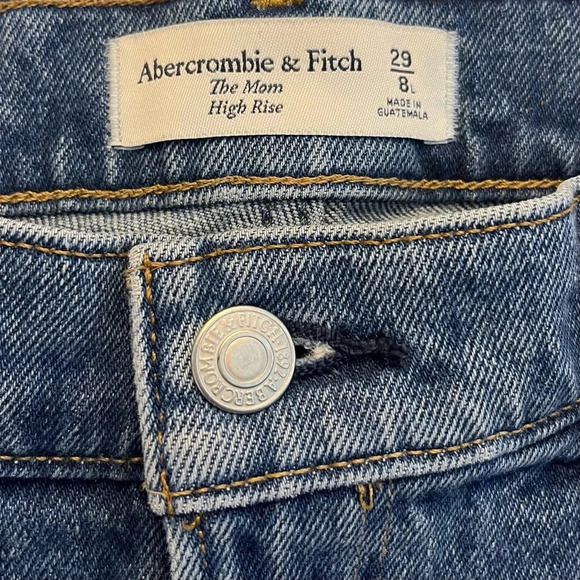 Abercrombie & Fitch
The Mom
High Rise
29
8L
MADE IN
GUATEMALA
ABERCROMBIE & FITCH 1892